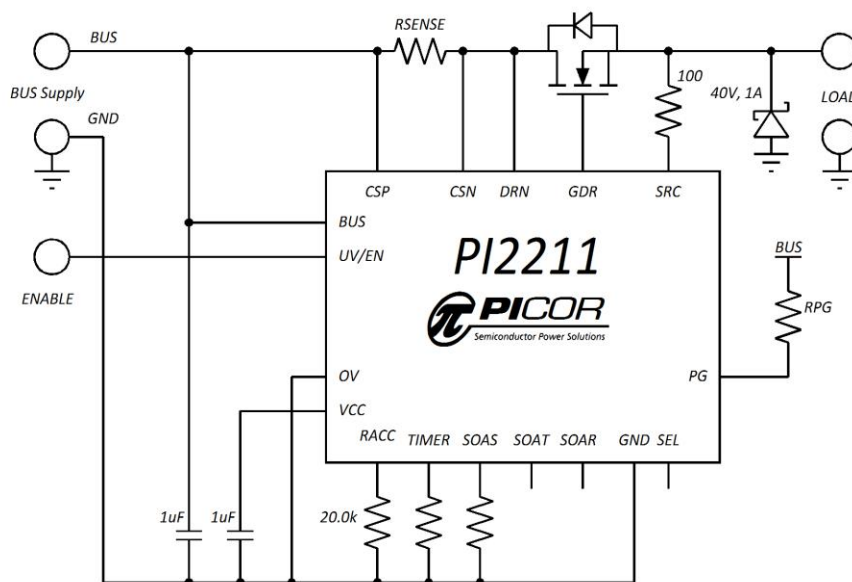 BUS
RSENSE
BUS Supply
100
40V, 1A
LOAD
GND
CSP
CSN
DRN
GDR
SRC
BUS
UV/EN
PI2211
BUS
ENABLE
π PICOR
Semiconductor Power Solutions
RPG
OV
PG
VCC
RACC
TIMER
SOAS
SOAT
SOAR
GND
SEL
1uF
1uF
20.0k